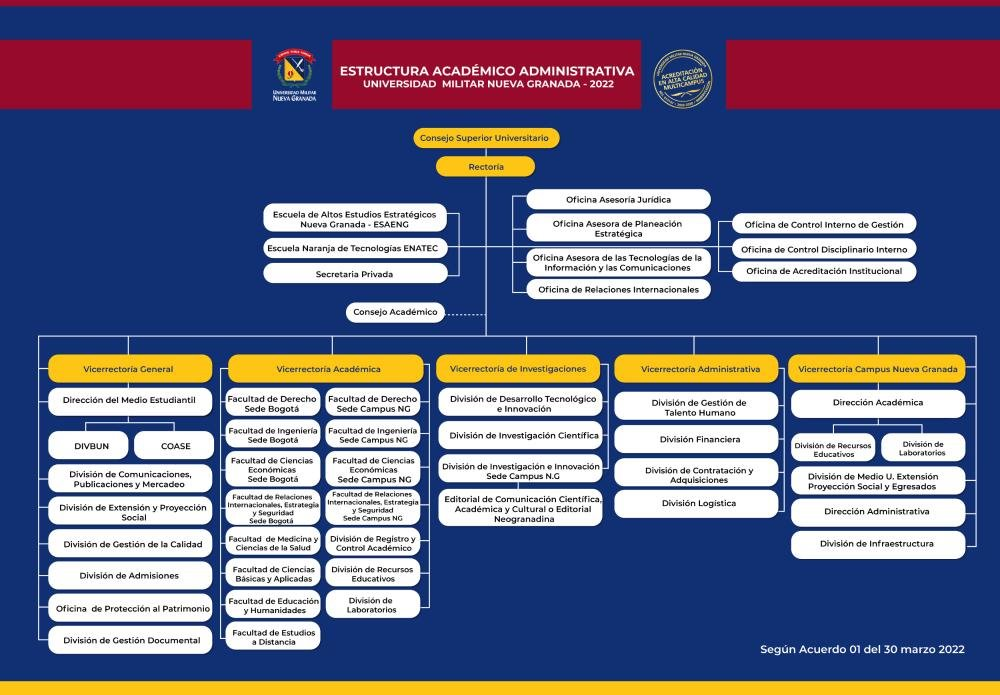 UNIVERSIDAD MILITAR
NUEVA GRANADA
ESTRUCTURA ACADÉMICO ADMINISTRATIVA
UNIVERSIDAD MILITAR NUEVA GRANADA - 2022
ACREDITACIÓN
EN ALTA CALIDAD
MULTICAMPUS
Consejo Superior Universitario
Rectoría
Escuela de Altos Estudios Estratégicos
Nueva Granada - ESAENG
Escuela Naranja de Tecnologías ENATEC
Secretaria Privada
Oficina Asesoría Jurídica
Oficina Asesora de Planeación
Estratégica
Oficina Asesora de las Tecnologías de la
Información y las Comunicaciones
Oficina de Relaciones Internacionales
Oficina de Control Interno de Gestión
Oficina de Control Disciplinario Interno
Oficina de Acreditación Institucional
Consejo Académico
Vicerrectoría General
Dirección del Medio Estudiantil
DIVBUN
COASE
División de Comunicaciones,
Publicaciones y Mercadeo
División de Extensión y Proyección
Social
División de Gestión de la Calidad
División de Admisiones
Oficina de Protección al Patrimonio
División de Gestión Documental
Vicerrectoría Académica
Facultad de Derecho
Sede Bogotá
Facultad de Ingeniería
Sede Bogotá
Facultad de Ciencias
Económicas
Sede Bogotá
Facultad de Relaciones
Internacionales, Estrategia
y Seguridad
Sede Bogotá
Facultad de Medicina y
Ciencias de la Salud
Facultad de Ciencias
Básicas y Aplicadas
Facultad de Educación
y Humanidades
Facultad de Estudios
a Distancia
Facultad de Derecho
Sede Campus NG
Facultad de Ingeniería
Sede Campus NG
Facultad de Ciencias
Económicas
Sede Campus NG
Facultad de Relaciones
Internacionales, Estrategia
y Seguridad
Sede Campus NG
División de Registro y
Control Académico
División de Recursos
Educativos
División de
Laboratorios
Vicerrectoría de Investigaciones
División de Desarrollo Tecnológico
e Innovación
División de Investigación Científica
División de Investigación e Innovación
Sede Campus N.G
Editorial de Comunicación Científica,
Académica y Cultural o Editorial
Neogranadina
Vicerrectoría Administrativa
División de Gestión de
Talento Humano
División Financiera
División de Contratación y
Adquisiciones
División Logística
Vicerrectoría Campus Nueva Granada
Dirección Académica
División de Recursos
Educativos
División de
Laboratorios
División de Medio U. Extensión
Proyección Social y Egresados
Dirección Administrativa
División de Infraestructura
Según Acuerdo 01 del 30 marzo 2022